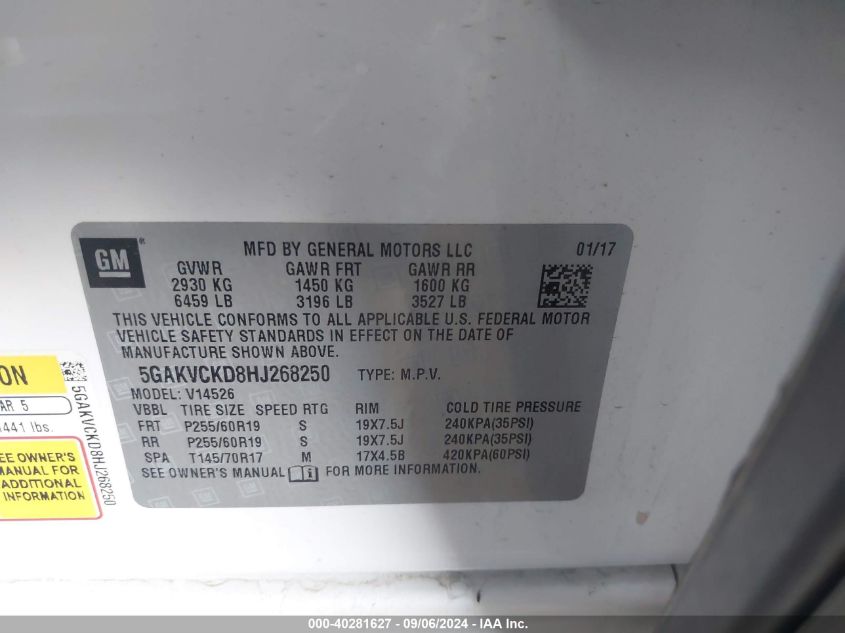 GM ®
MFD BY GENERAL MOTORS LLC 01/17
GVWR GAWR FRT GAWR RR
2930 KG 1450 KG 1600 KG
6459 LB 3196 LB 3527 LB
THIS VEHICLE CONFORMS TO ALL APPLICABLE U.S. FEDERAL MOTOR
VEHICLE SAFETY STANDARDS IN EFFECT ON THE DATE OF
MANUFACTURE SHOWN ABOVE.
5GAKVCKD8HJ268250 TYPE: M.P.V.
MODEL: V14526
VBBL TIRE SIZE SPEED RTG RIM COLD TIRE PRESSURE
FRT P255/60R19 S 19X7.5J 240KPA(35PSI)
RR P255/60R19 S 19X7.5J 240KPA(35PSI)
SPA T145/70R17 M 17X4.5B 420KPA(60PSI)
SEE OWNER'S MANUAL FOR MORE INFORMATION.
ON
AR 5
441 lbs.
EE OWNER'S
MANUAL FOR
ADDITIONAL
INFORMATION
5GAKVCKD8HJ268250
000-40281627 - 09/06/2024 - IAA Inc.